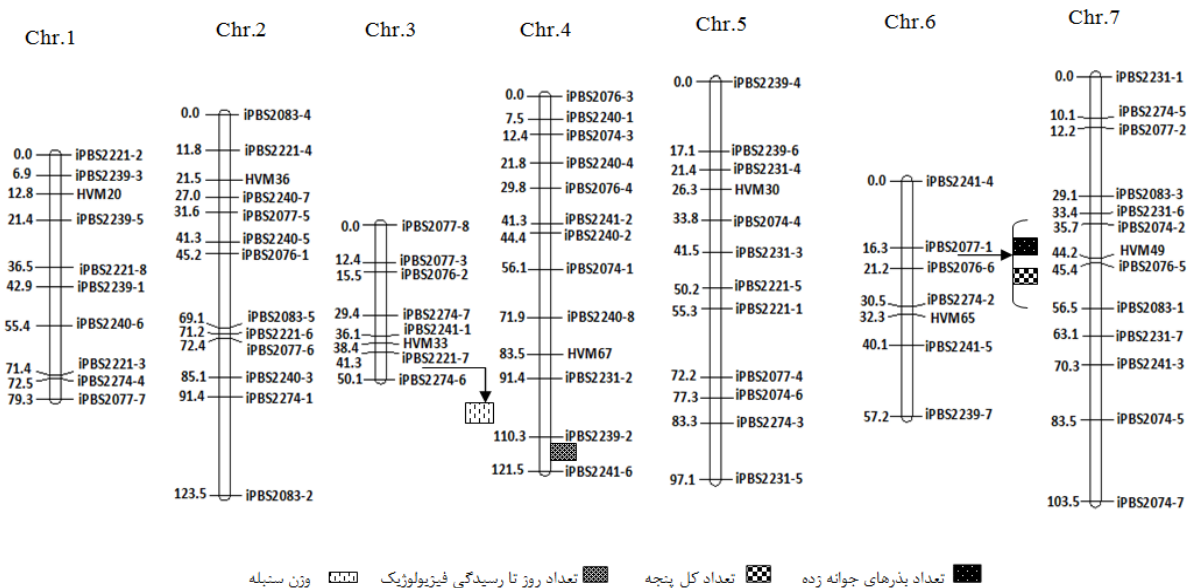 Chr.1
0.0 iPBS2221-2
6.9 iPBS2239-3
12.8 HVM20
21.4 iPBS2239-5
36.5 iPBS2221-8
42.9 iPBS2239-1
55.4 iPBS2240-6
71.4 iPBS2221-3
72.5 iPBS2274-4
79.3 iPBS2077-7
Chr.2
0.0 iPBS2083-4
11.8 iPBS2221-4
21.5 HVM36
27.0 iPBS2240-7
31.6 iPBS2077-5
41.3 iPBS2240-5
45.2 iPBS2076-1
69.1 iPBS2083-5
71.2 iPBS2221-6
72.4 iPBS2077-6
85.1 iPBS2240-3
91.4 iPBS2274-1
123.5 iPBS2083-2
Chr.3
0.0 iPBS2077-8
12.4 iPBS2077-3
15.5 iPBS2076-2
29.4 iPBS2274-7
36.1 iPBS2241-1
38.4 HVM33
41.3 iPBS2221-7
50.1 iPBS2274-6
Chr.4
0.0 iPBS2076-3
7.5 iPBS2240-1
12.4 iPBS2074-3
21.8 iPBS2240-4
29.8 iPBS2076-4
41.3 iPBS2241-2
44.4 iPBS2240-2
56.1 iPBS2074-1
71.9 iPBS2240-8
83.5 HVM67
91.4 iPBS2231-2
110.3 iPBS2239-2
121.5 iPBS2241-6
Chr.5
0.0 iPBS2239-4
17.1 iPBS2239-6
21.4 iPBS2231-4
26.3 HVM30
33.8 iPBS2074-4
41.5 iPBS2231-3
50.2 iPBS2221-5
55.3 iPBS2221-1
72.2 iPBS2077-4
77.3 iPBS2074-6
83.3 iPBS2274-3
97.1 iPBS2231-5
Chr.6
0.0 iPBS2241-4
16.3 iPBS2077-1
21.2 iPBS2076-6
30.5 iPBS2274-2
32.3 HVM65
40.1 iPBS2241-5
57.2 iPBS2239-7
Chr.7
0.0 iPBS2231-1
10.1 iPBS2274-5
12.2 iPBS2077-2
29.1 iPBS2083-3
33.4 iPBS2231-6
35.7 iPBS2074-2
44.2 HVM49
45.4 iPBS2076-5
56.5 iPBS2083-1
63.1 iPBS2231-7
70.3 iPBS2241-3
83.5 iPBS2074-5
103.5 iPBS2074-7
تعداد بذرهای جوانه زده تعداد کل پنجه تعداد روز تا رسیدگی فیزیولوژیک وزن سنبله